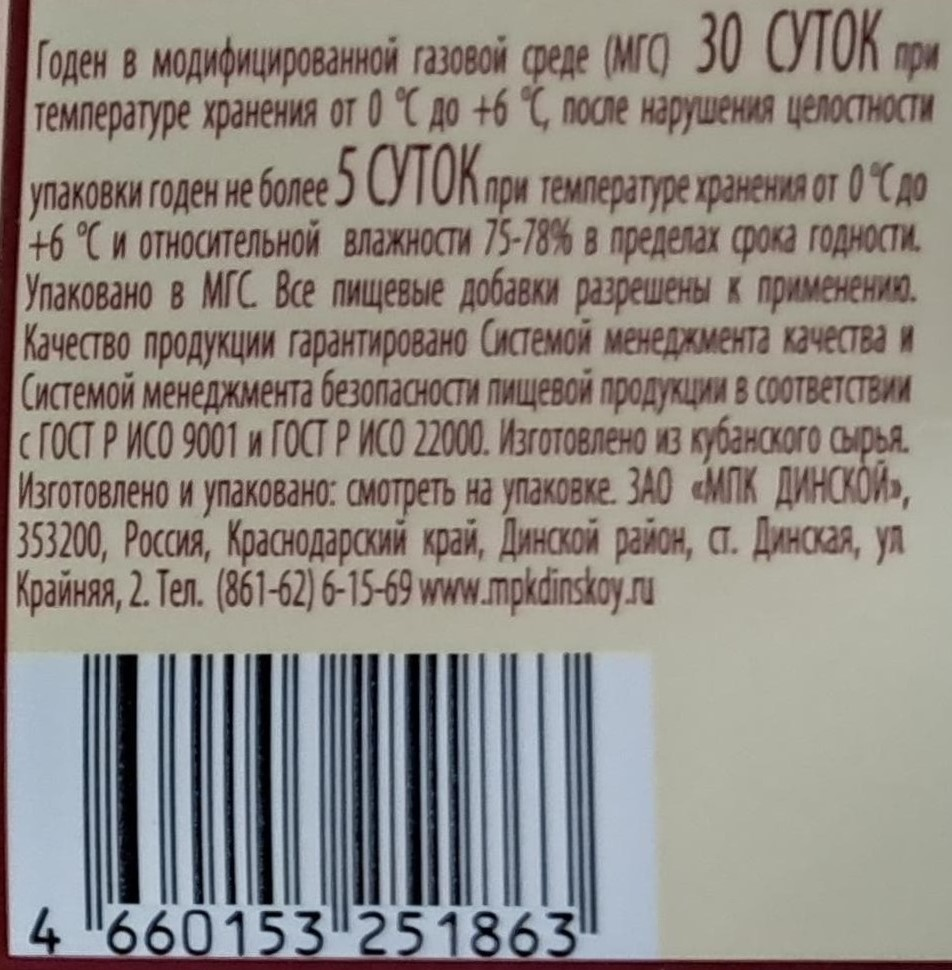 Годен в модифицированной газовой среде (МГС) 30 СУТОК при
температуре хранения от 0 °C до +6 °C, после нарушения целостности
упаковки годен не более 5 СУТОК при температуре хранения от 0 °C до
+6 °C и относительной влажности 75-78% в пределах срока годности.
Упаковано в МГС. Все пищевые добавки разрешены к применению.
Качество продукции гарантировано Системой менеджмента качества и
Системой менеджмента безопасности пищевой продукции в соответствии
с ГОСТ Р ИСО 9001 и ГОСТ Р ИСО 22000. Изготовлено из кубанского сырья.
Изготовлено и упаковано: смотреть на упаковке. ЗАО «МПК ДИНСКОЙ»,
353200, Россия, Краснодарский край, Динской район, ст. Динская, ул
Крайняя, 2. Тел. (861-62) 6-15-69 www.mpkdinskoy.ru
4 660153 251863